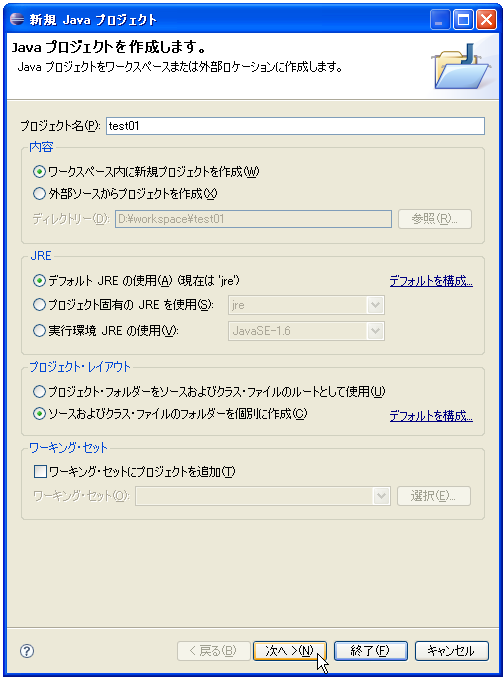 新規 Java プロジェクト
Java プロジェクトを作成します。
Java プロジェクトをワークスペースまたは外部ロケーションに作成します。
プロジェクト名(P): test01
内容
ワークスペース内に新規プロジェクトを作成(W)
外部ソースからプロジェクトを作成(X)
ディレクトリー(D): D:¥workspace¥test01 参照(R)...
JRE
デフォルト JRE の使用(A) (現在は 'jre') デフォルトを構成...
プロジェクト固有の JRE を使用(S): jre
実行環境 JRE の使用(V): JavaSE-1.6
プロジェクト・レイアウト
プロジェクト・フォルダーをソースおよびクラス・ファイルのルートとして使用(U)
ソースおよびクラス・ファイルのフォルダーを個別に作成(C) デフォルトを構成...
ワーキング・セット
ワーキング・セットにプロジェクトを追加(T)
ワーキング・セット(O): 選択(E)...
? < 戻る(B) 次へ >(N) 終了(F) キャンセル